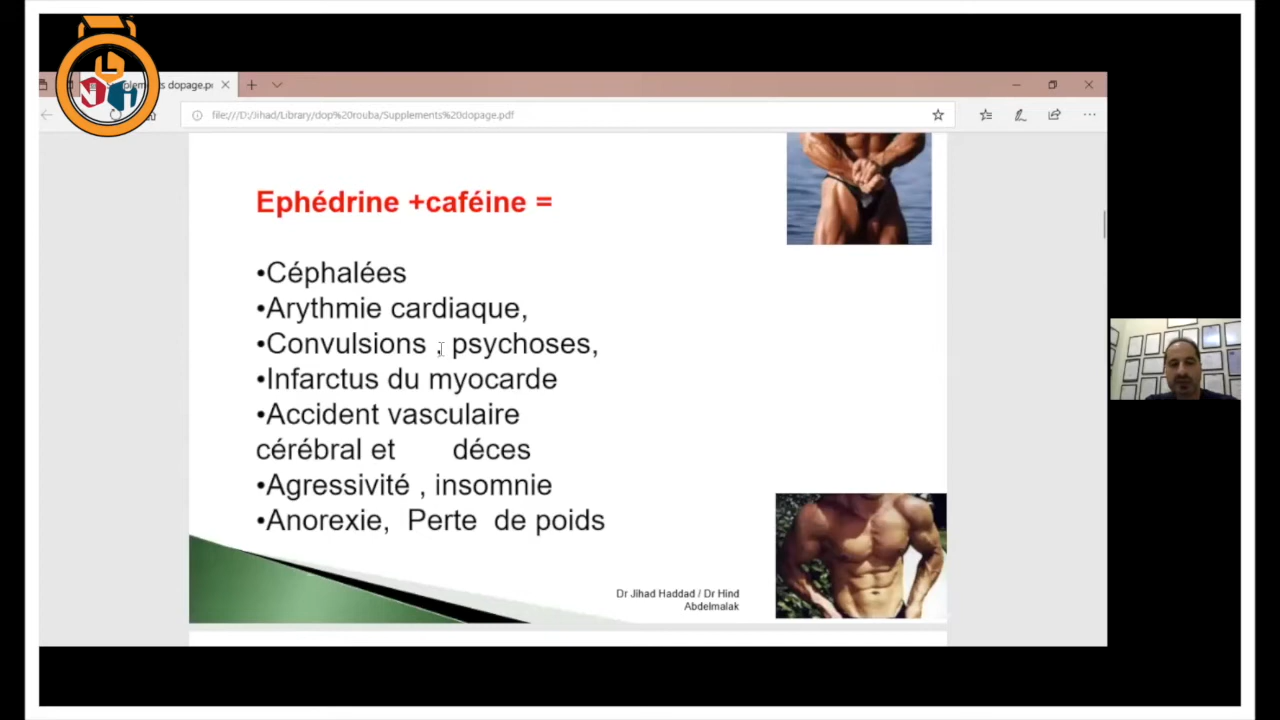 dopage.p
file:///D:/Jihad/Library/dop%20rouba/Supplements%20dopage.pdf
Ephédrine +caféine =
•Céphalées
•Arythmie cardiaque,
•Convulsions , psychoses,
•Infarctus du myocarde
•Accident vasculaire
cérébral et déces
•Agressivité , insomnie
•Anorexie, Perte de poids
Dr Jihad Haddad / Dr Hind
Abdelmalak